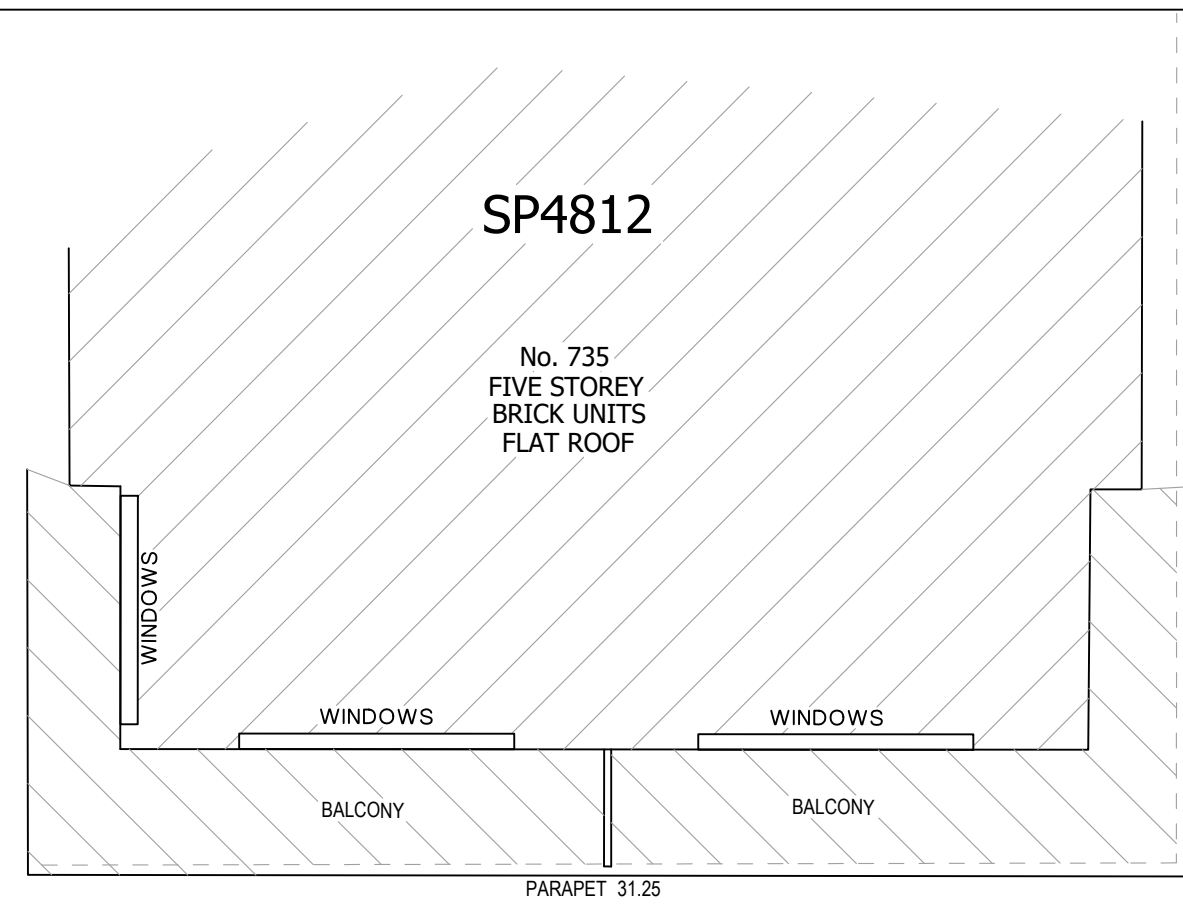 SP4812
No. 735
FIVE STOREY
BRICK UNITS
FLAT ROOF
WINDOWS
WINDOWS
WINDOWS
BALCONY
BALCONY
PARAPET 31.25